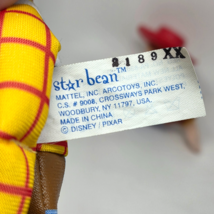 2189XX
star bean™
MATTEL, INC. ARCOTOYS, INC.
C.S. # 9008, CROSSWAYS PARK WEST,
WOODBURY, NY 11797, USA.
MADE IN CHINA.
© DISNEY / PIXAR